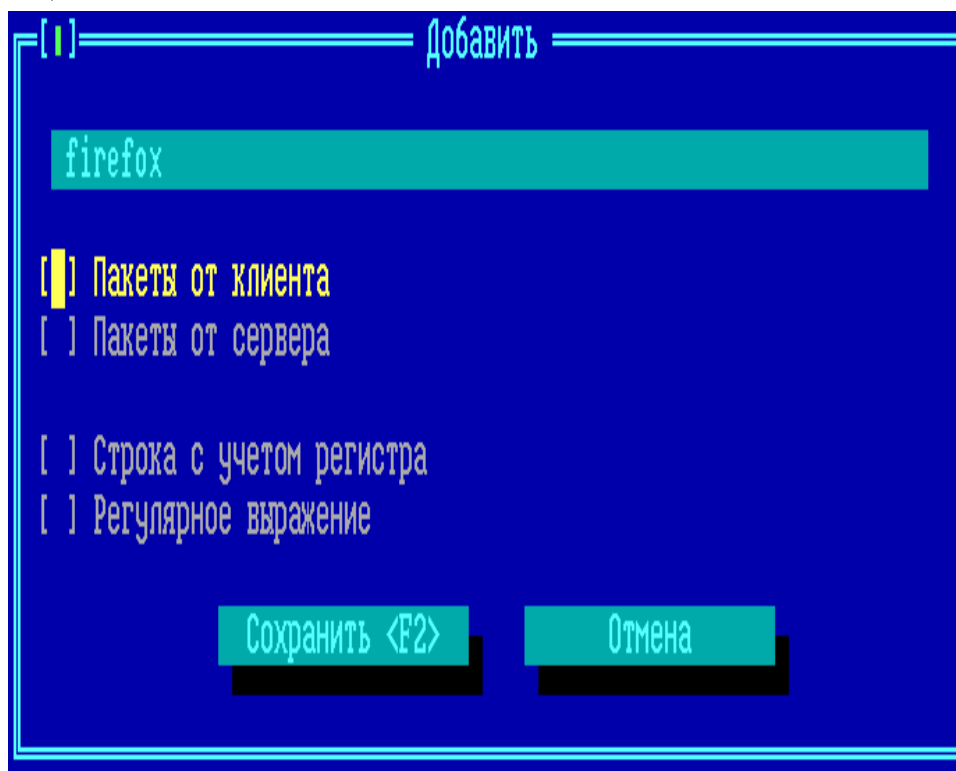 [ ] Добавить
firefox
[ ] Пакеты от клиента
[ ] Пакеты от сервера
[ ] Строка с учетом регистра
[ ] Регулярное выражение
Сохранить <F2> Отмена